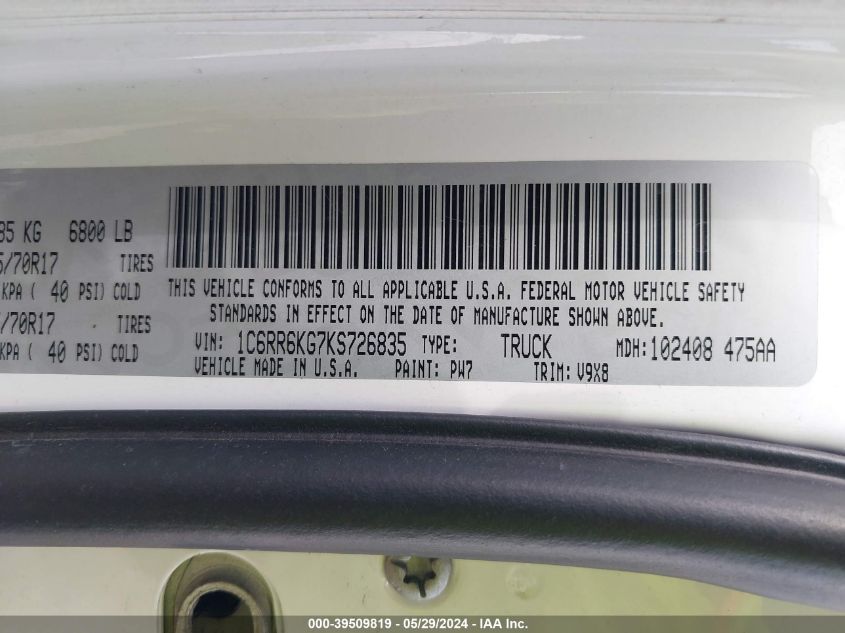 85 KG 6800 LB
/70R17 TIRES
KPA ( 40 PSI) COLD
/70R17 TIRES
KPA ( 40 PSI) COLD
THIS VEHICLE CONFORMS TO ALL APPLICABLE U.S.A. FEDERAL MOTOR VEHICLE SAFETY
STANDARDS IN EFFECT ON THE DATE OF MANUFACTURE SHOWN ABOVE.
VIN: 1C6RR6KG7KS726835 TYPE: TRUCK MDH: 102408 475AA
VEHICLE MADE IN U.S.A. PAINT: PW7 TRIM: V9X8
000-39509819 - 05/29/2024 - IAA Inc.